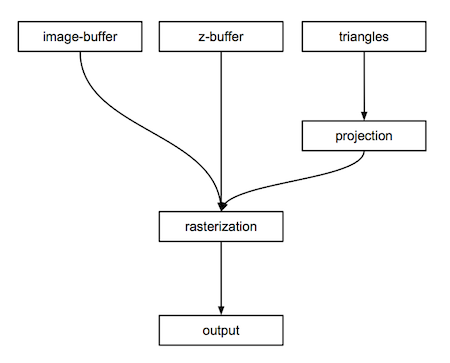 image-buffer
z-buffer
triangles
projection
rasterization
output